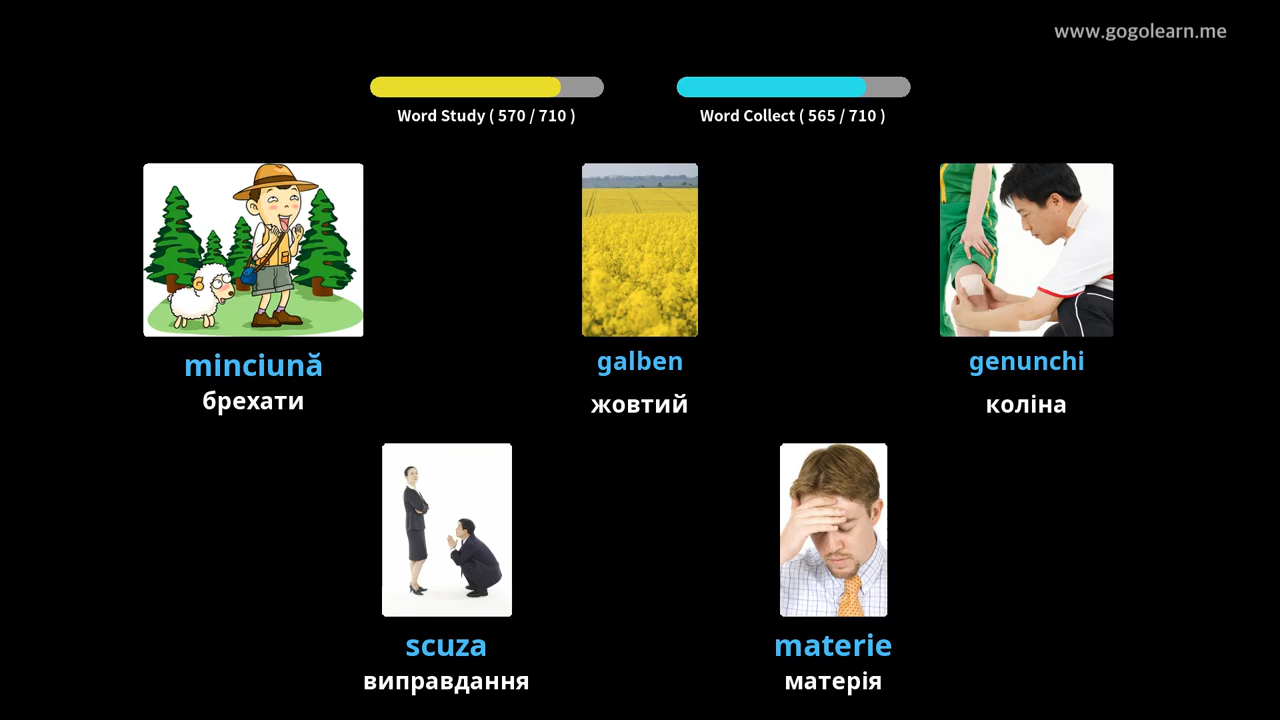 www.gogolearn.me
Word Study ( 570 / 710 )
Word Collect ( 565 / 710 )
minciună
брехати
galben
жовтий
genunchi
коліна
scuza
виправдання
materie
матерія